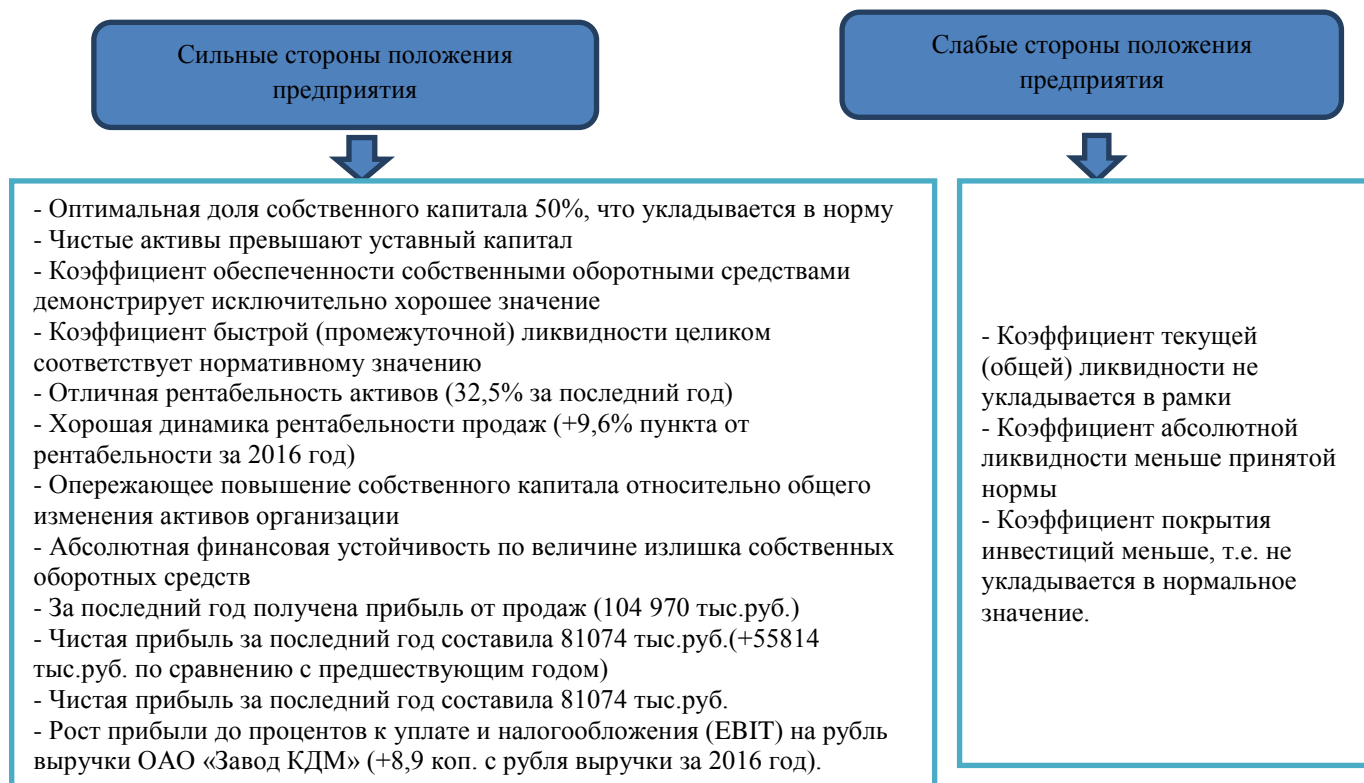 Сильные стороны положения
предприятия
Слабые стороны положения
предприятия
- Оптимальная доля собственного капитала 50%, что укладывается в норму
- Чистые активы превышают уставный капитал
- Коэффициент обеспеченности собственными оборотными средствами
демонстрирует исключительно хорошее значение
- Коэффициент быстрой (промежуточной) ликвидности целиком
соответствует нормативному значению
- Отличная рентабельность активов (32,5% за последний год)
- Хорошая динамика рентабельности продаж (+9,6% пункта от
рентабельности за 2016 год)
- Опережающее повышение собственного капитала относительно общего
изменения активов организации
- Абсолютная финансовая устойчивость по величине излишка собственных
оборотных средств
- За последний год получена прибыль от продаж (104 970 тыс.руб.)
- Чистая прибыль за последний год составила 81074 тыс.руб.(+55814
тыс.руб. по сравнению с предшествующим годом)
- Чистая прибыль за последний год составила 81074 тыс.руб.
- Рост прибыли до процентов к уплате и налогообложения (EBIT) на рубль
выручки ОАО «Завод КДМ» (+8,9 коп. с рубля выручки за 2016 год).
- Коэффициент текущей
(общей) ликвидности не
укладывается в рамки
- Коэффициент абсолютной
ликвидности меньше принятой
нормы
- Коэффициент покрытия
инвестиций меньше, т.е. не
укладывается в нормальное
значение.